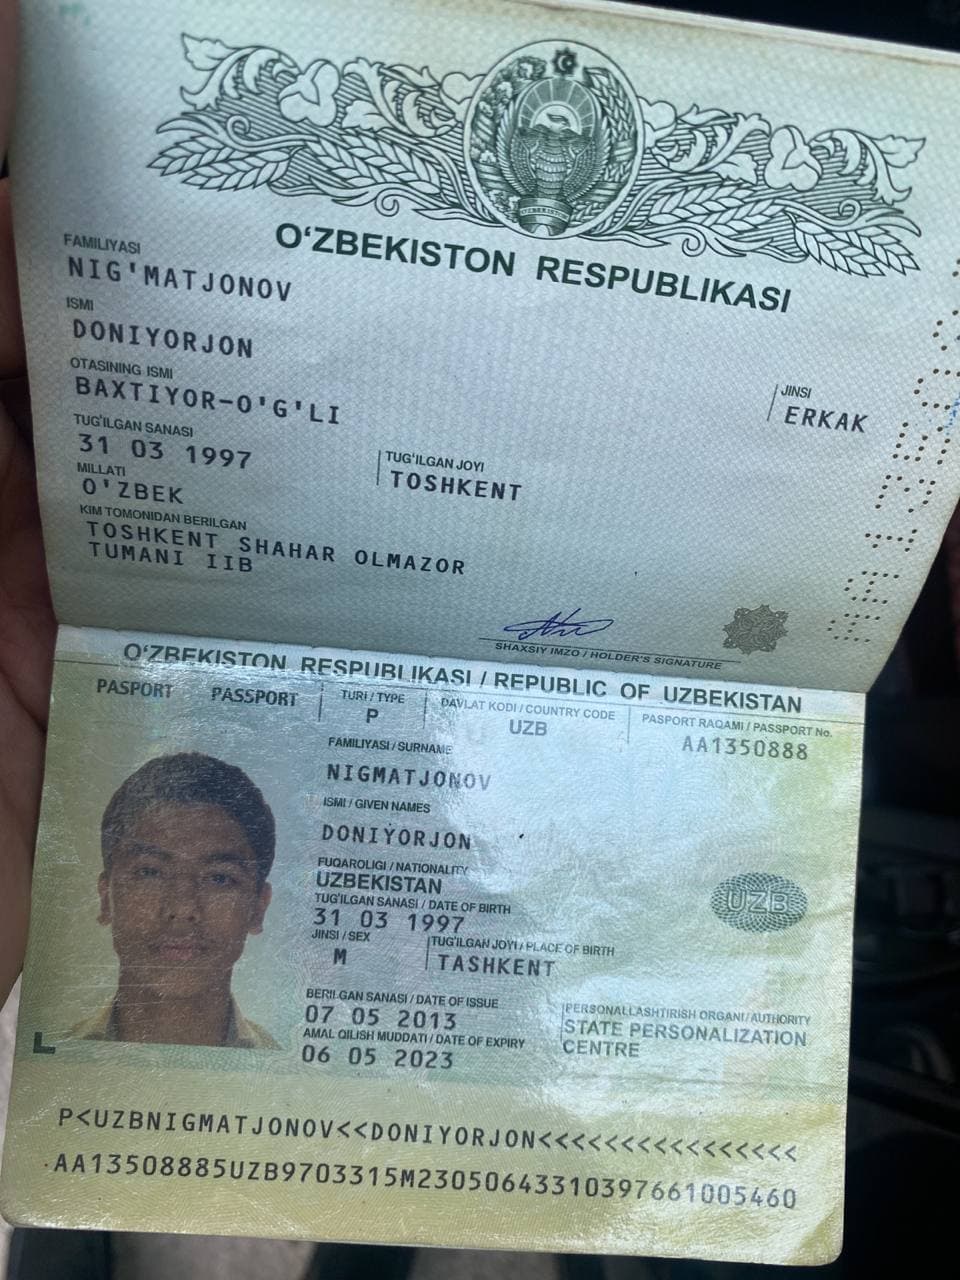 O‘ZBEKISTON RESPUBLIKASI
FAMILIYASI
NIG'MATJONOV
ISMI
DONIYORJON
OTASINING ISMI
BAXTIYOR-O'G'LI
JINSI
ERKAK
TUG‘ILGAN SANASI
31 03 1997
TUG‘ILGAN JOYI
TOSHKENT
MILLATI
O'ZBEK
KIM TOMONIDAN BERILGAN
TOSHKENT SHAHAR OLMAZOR
TUMANI IIB
SHAXSIY IMZO / HOLDER'S SIGNATURE
O‘ZBEKISTON RESPUBLIKASI / REPUBLIC OF UZBEKISTAN
PASPORT PASSPORT
TURI / TYPE
P
DAVLAT KODI / COUNTRY CODE
UZB
PASPORT RAQAMI / PASSPORT No.
AA1350888
FAMILIYASI / SURNAME
NIGMATJONOV
ISMI / GIVEN NAMES
DONIYORJON
FUQAROLIGI / NATIONALITY
UZBEKISTAN
UZB
TUG‘ILGAN SANASI / DATE OF BIRTH
31 03 1997
JINSI / SEX
M
TUG‘ILGAN JOYI / PLACE OF BIRTH
TASHKENT
BERILGAN SANASI / DATE OF ISSUE
07 05 2013
PERSONALLASHTIRISH ORGANI / AUTHORITY
STATE PERSONALIZATION
CENTRE
AMAL QILISH MUDDATI / DATE OF EXPIRY
06 05 2023
P<UZBNIGMATJONOV<<DONIYORJON<<<<<<<<<<<<<<<<
AA13508885UZB9703315M23050643310397661005460